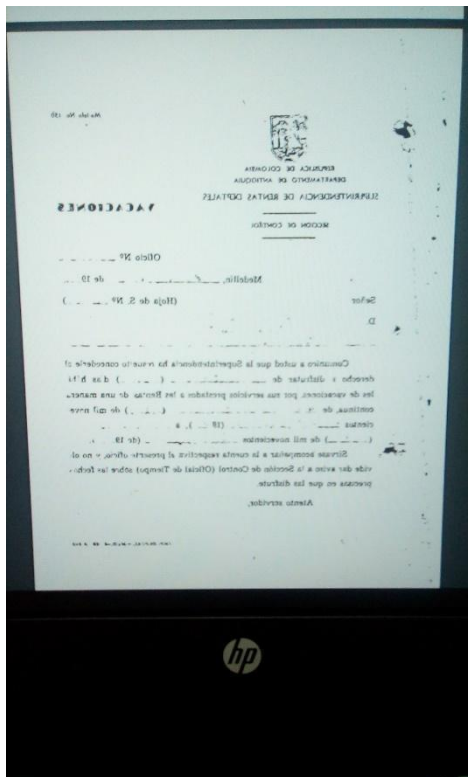 Modelo No. 130
REPUBLICA DE COLOMBIA
DEPARTAMENTO DE ANTIOQUIA
SUPERINTENDENCIA DE RENTAS DEPTALES
VACACIONES
SECCION DE CONTROL
Oficio Nº
Medellín, de 19
Señor (Hoja de S. Nº )
D.
Comunico a usted que la Superintendencia ha resuelto concederle el
derecho a disfrutar de ( ) días hábi-
les de vacaciones, por sus servicios prestados a las Rentas de una manera
continua, de ( ) de mil nove
cientos (19 ), a
( ) de mil novecientos (de 19 ).
Sírvase acompañar a la cuenta respectiva el presente oficio, y no ol-
vide dar aviso a la Sección de Control (Oficial de Tiempo) sobre las fechas
precisas en que las disfrute.
Atento servidor,
hp